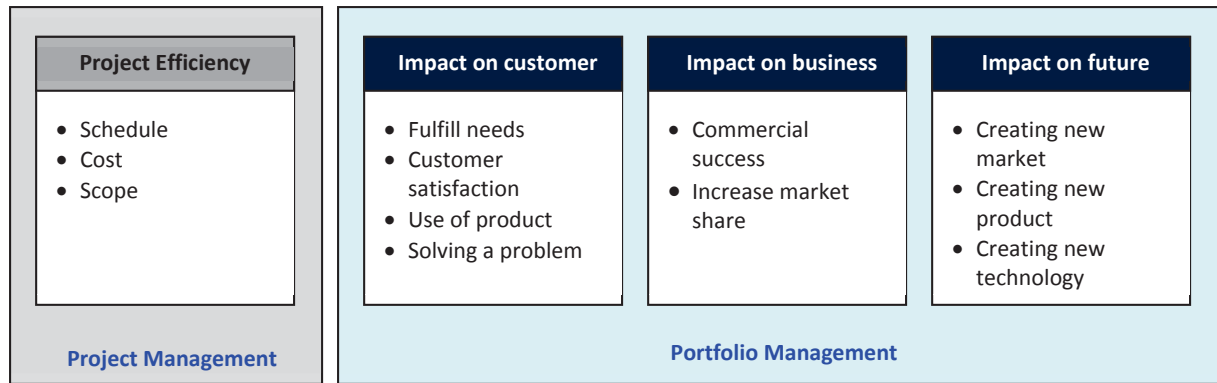 Project Efficiency
• Schedule
• Cost
• Scope
Project Management
Impact on customer
• Fulfill needs
• Customer
satisfaction
• Use of product
• Solving a problem
Impact on business
• Commercial
success
• Increase market
share
Impact on future
• Creating new
market
• Creating new
product
• Creating new
technology
Portfolio Management